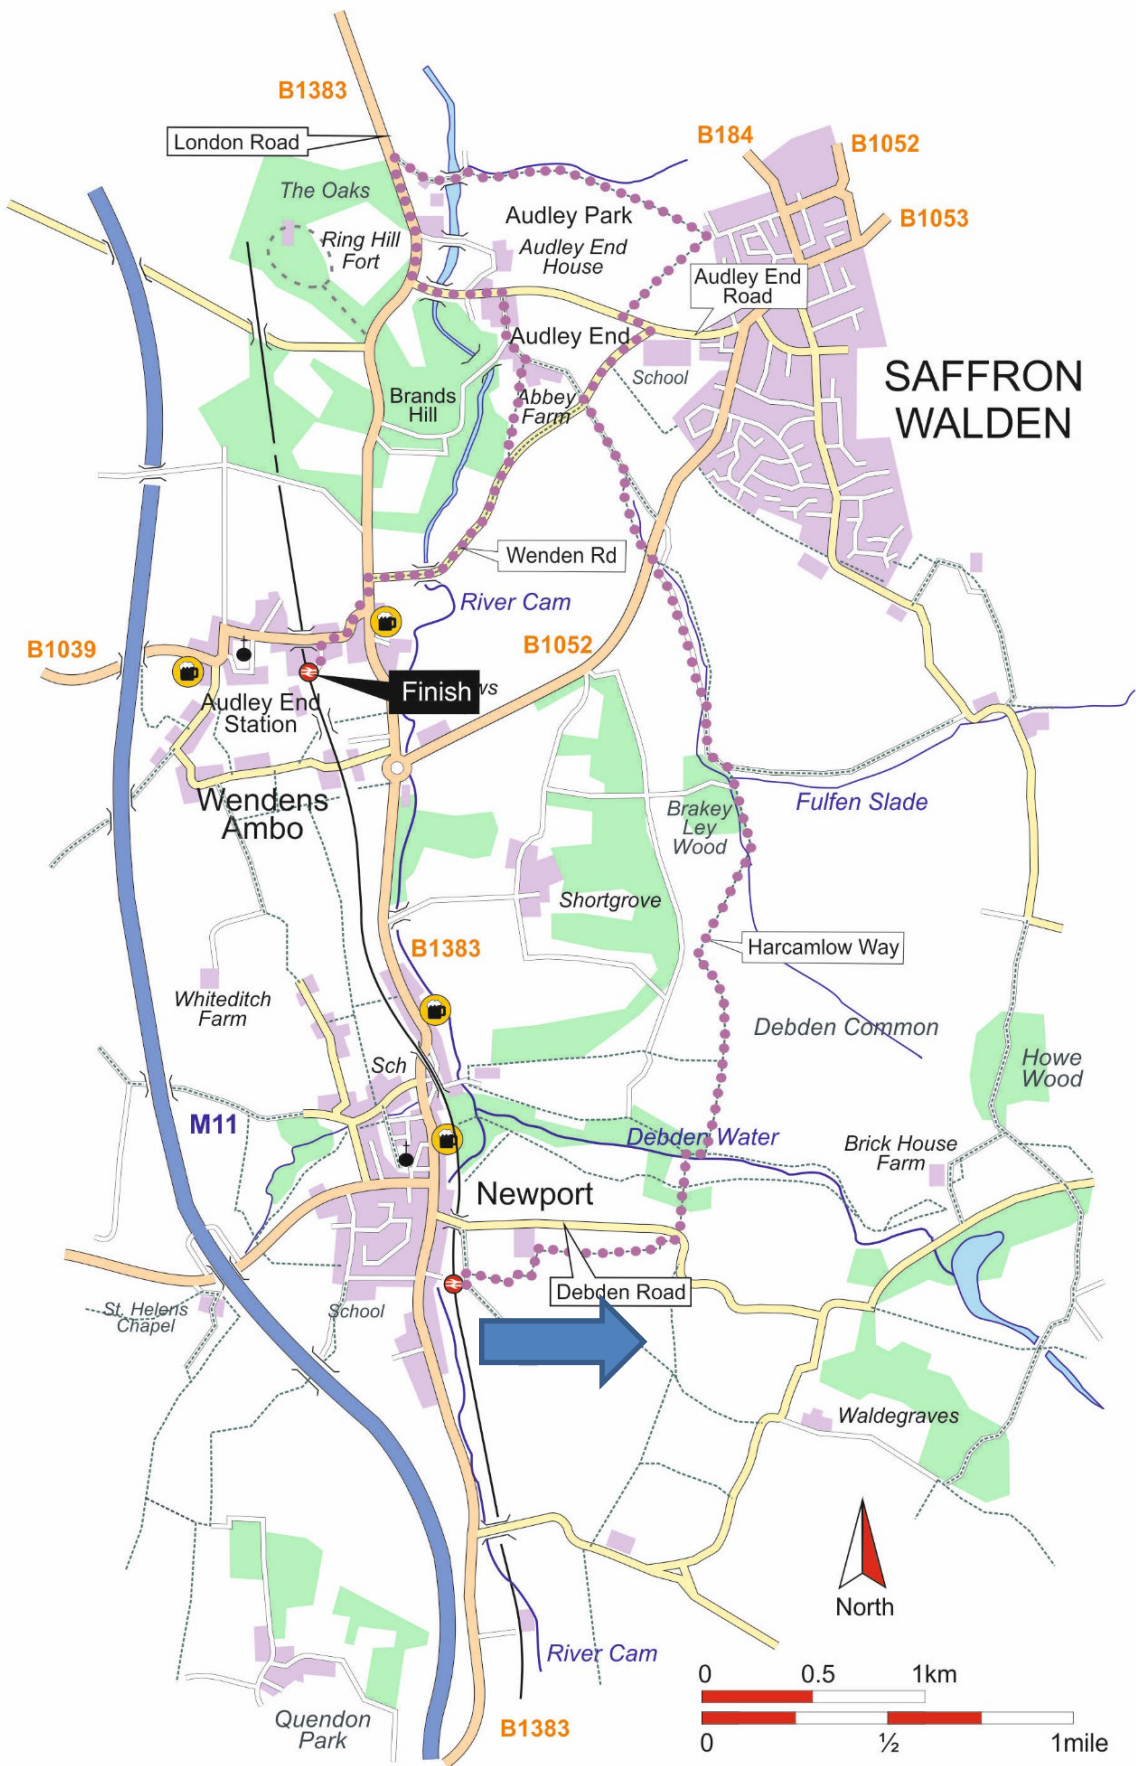 B1383
London Road
B184
B1052
The Oaks
Audley Park
B1053
Ring Hill
Fort
Audley End
House
Audley End
Road
Audley End
SAFFRON
WALDEN
School
Brands
Hill
Abbey
Farm
Wenden Rd
River Cam
B1039
B1052
Finish
ws
Audley End
Station
Wendens
Ambo
Fulfen Slade
Brakey
Ley
Wood
Shortgrove
B1383
Harcamlow Way
Whiteditch
Farm
Debden Common
Sch
Howe
Wood
M11
Debden Water
Brick House
Farm
Newport
Debden Road
St. Helens
Chapel
School
Waldegraves
North
River Cam
0 0.5 1km
Quendon
Park
B1383
0 ½ 1mile